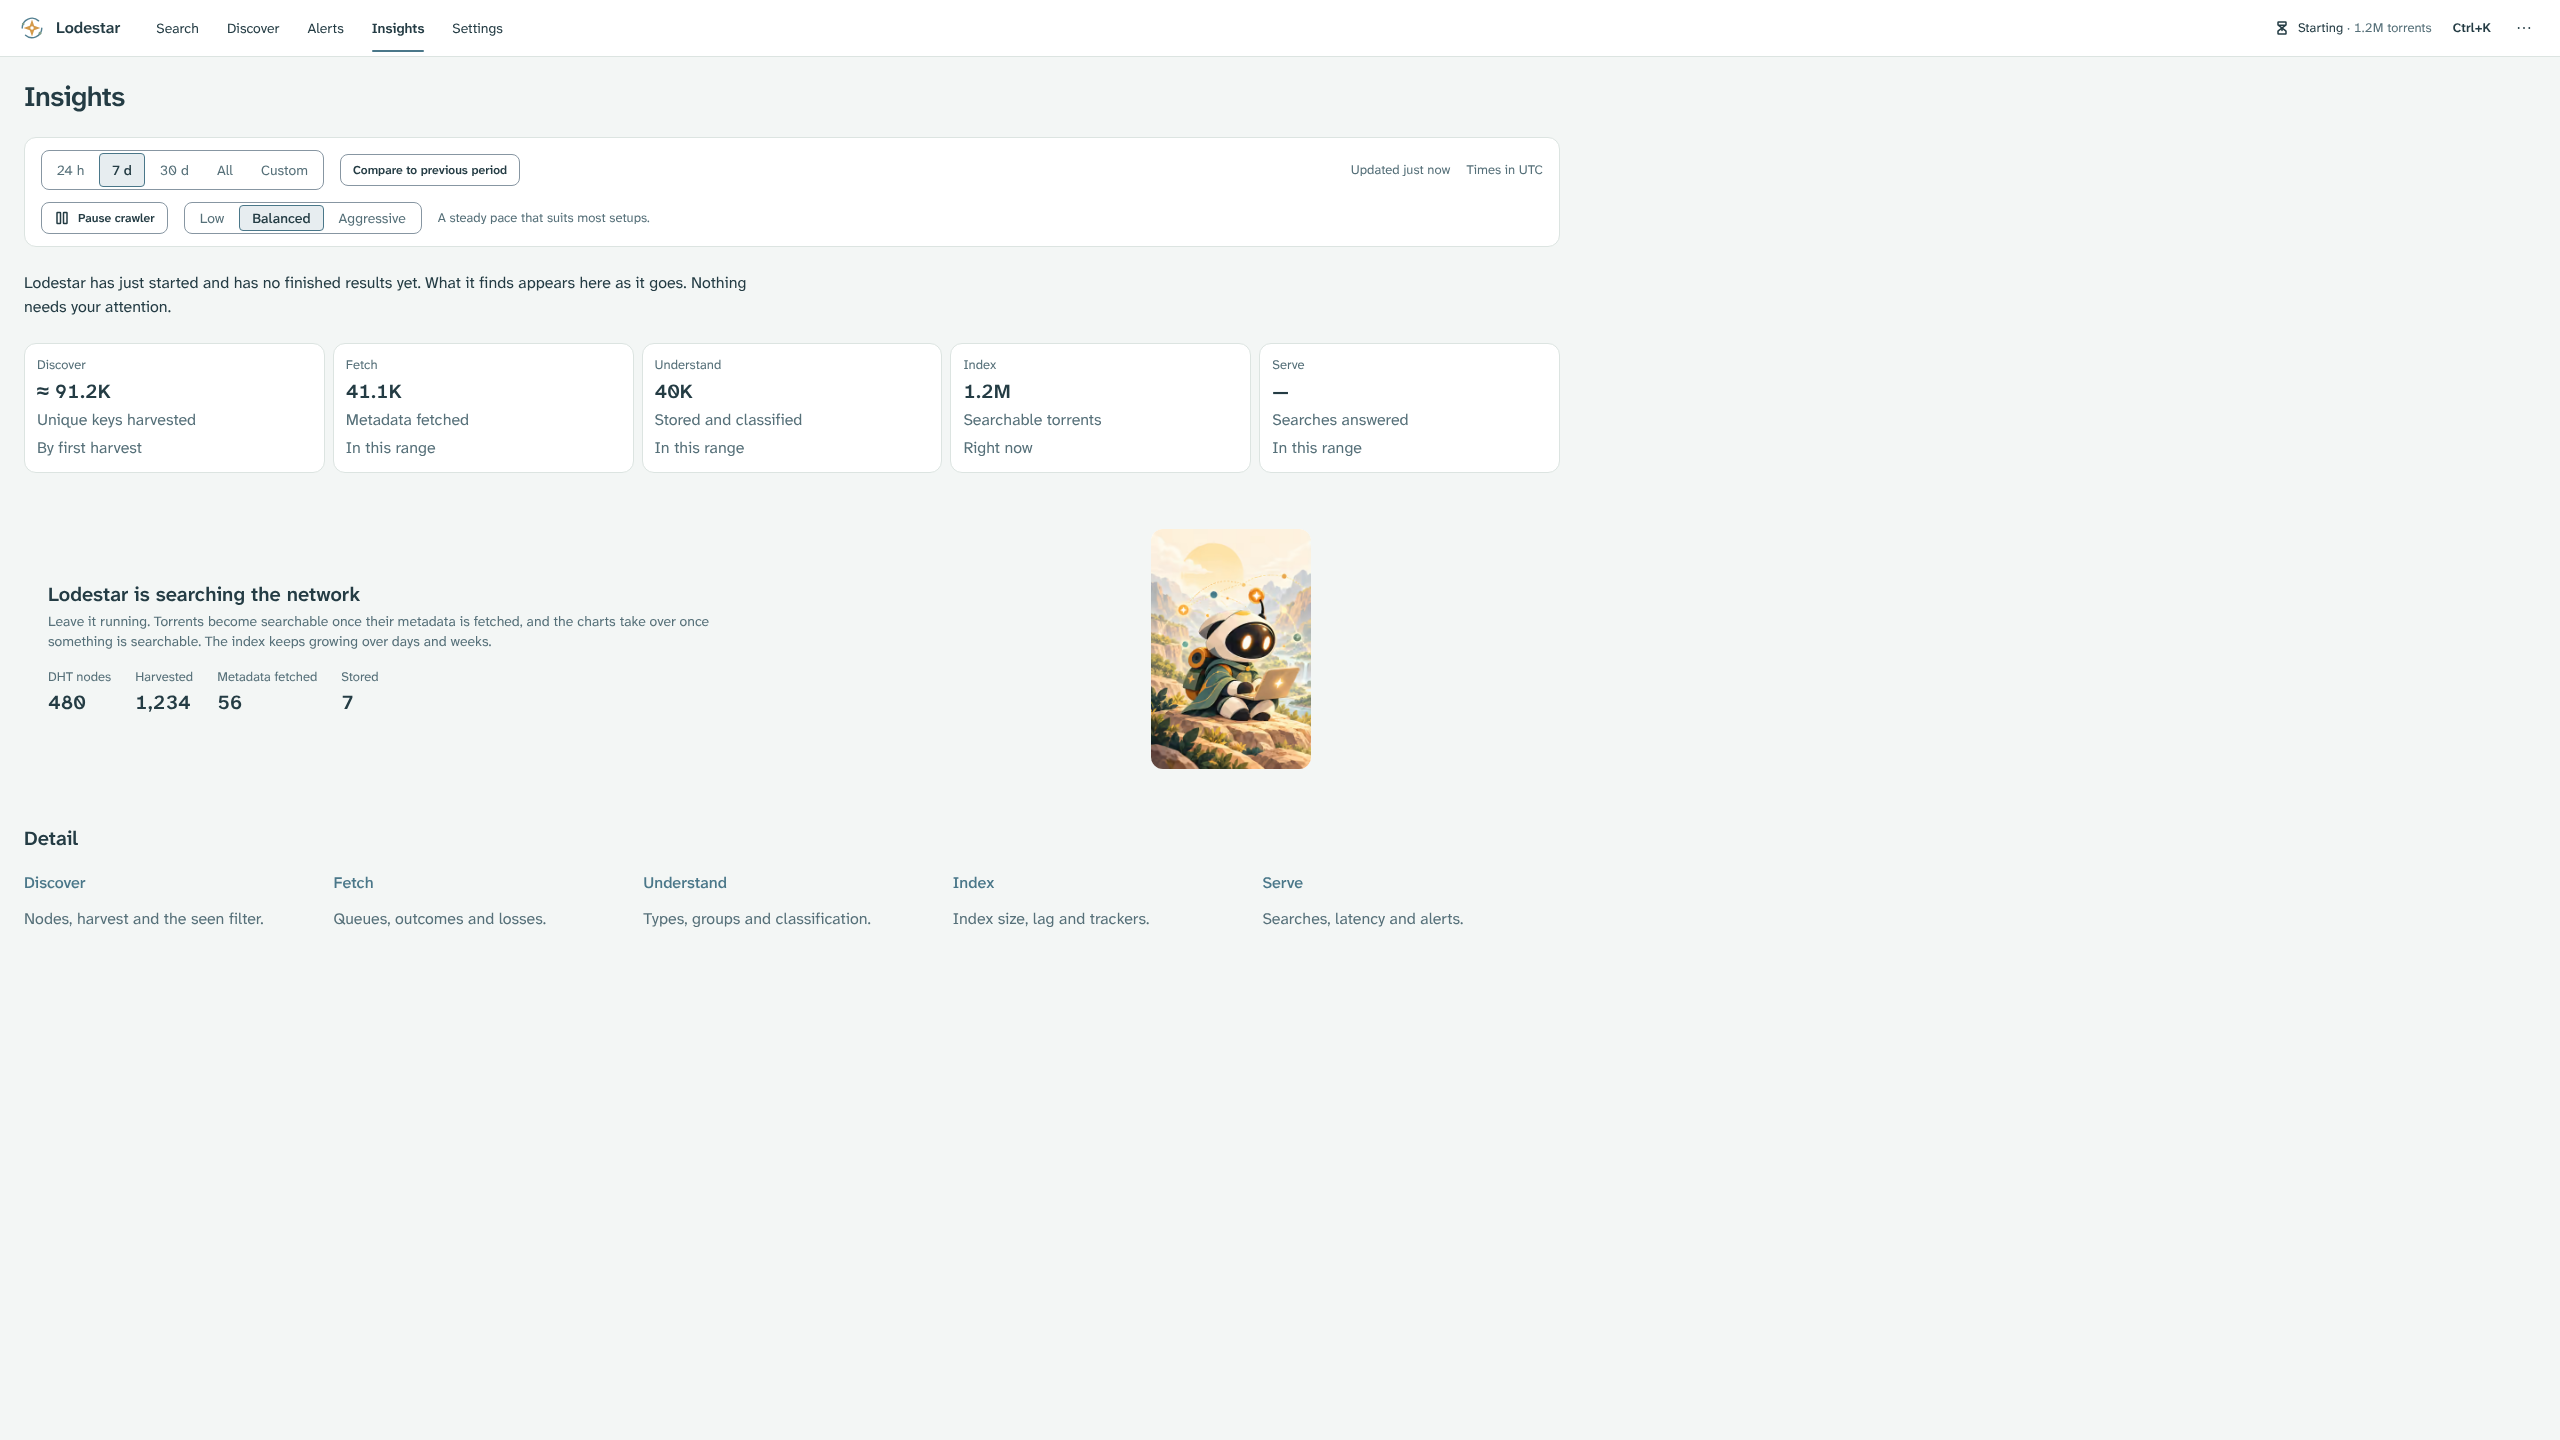 Lodestar Search Discover Alerts Insights Settings Starting · 1.2M torrents Ctrl+K ···
Insights
24 h 7 d 30 d All Custom Compare to previous period Updated just now Times in UTC
Pause crawler Low Balanced Aggressive A steady pace that suits most setups.
Lodestar has just started and has no finished results yet. What it finds appears here as it goes. Nothing
needs your attention.
Discover Fetch Understand Index Serve
≈ 91.2K 41.1K 40K 1.2M —
Unique keys harvested Metadata fetched Stored and classified Searchable torrents Searches answered
By first harvest In this range In this range Right now In this range
Lodestar is searching the network
Leave it running. Torrents become searchable once their metadata is fetched, and the charts take over once
something is searchable. The index keeps growing over days and weeks.
DHT nodes Harvested Metadata fetched Stored
480 1,234 56 7
Detail
Discover Fetch Understand Index Serve
Nodes, harvest and the seen filter. Queues, outcomes and losses. Types, groups and classification. Index size, lag and trackers. Searches, latency and alerts.